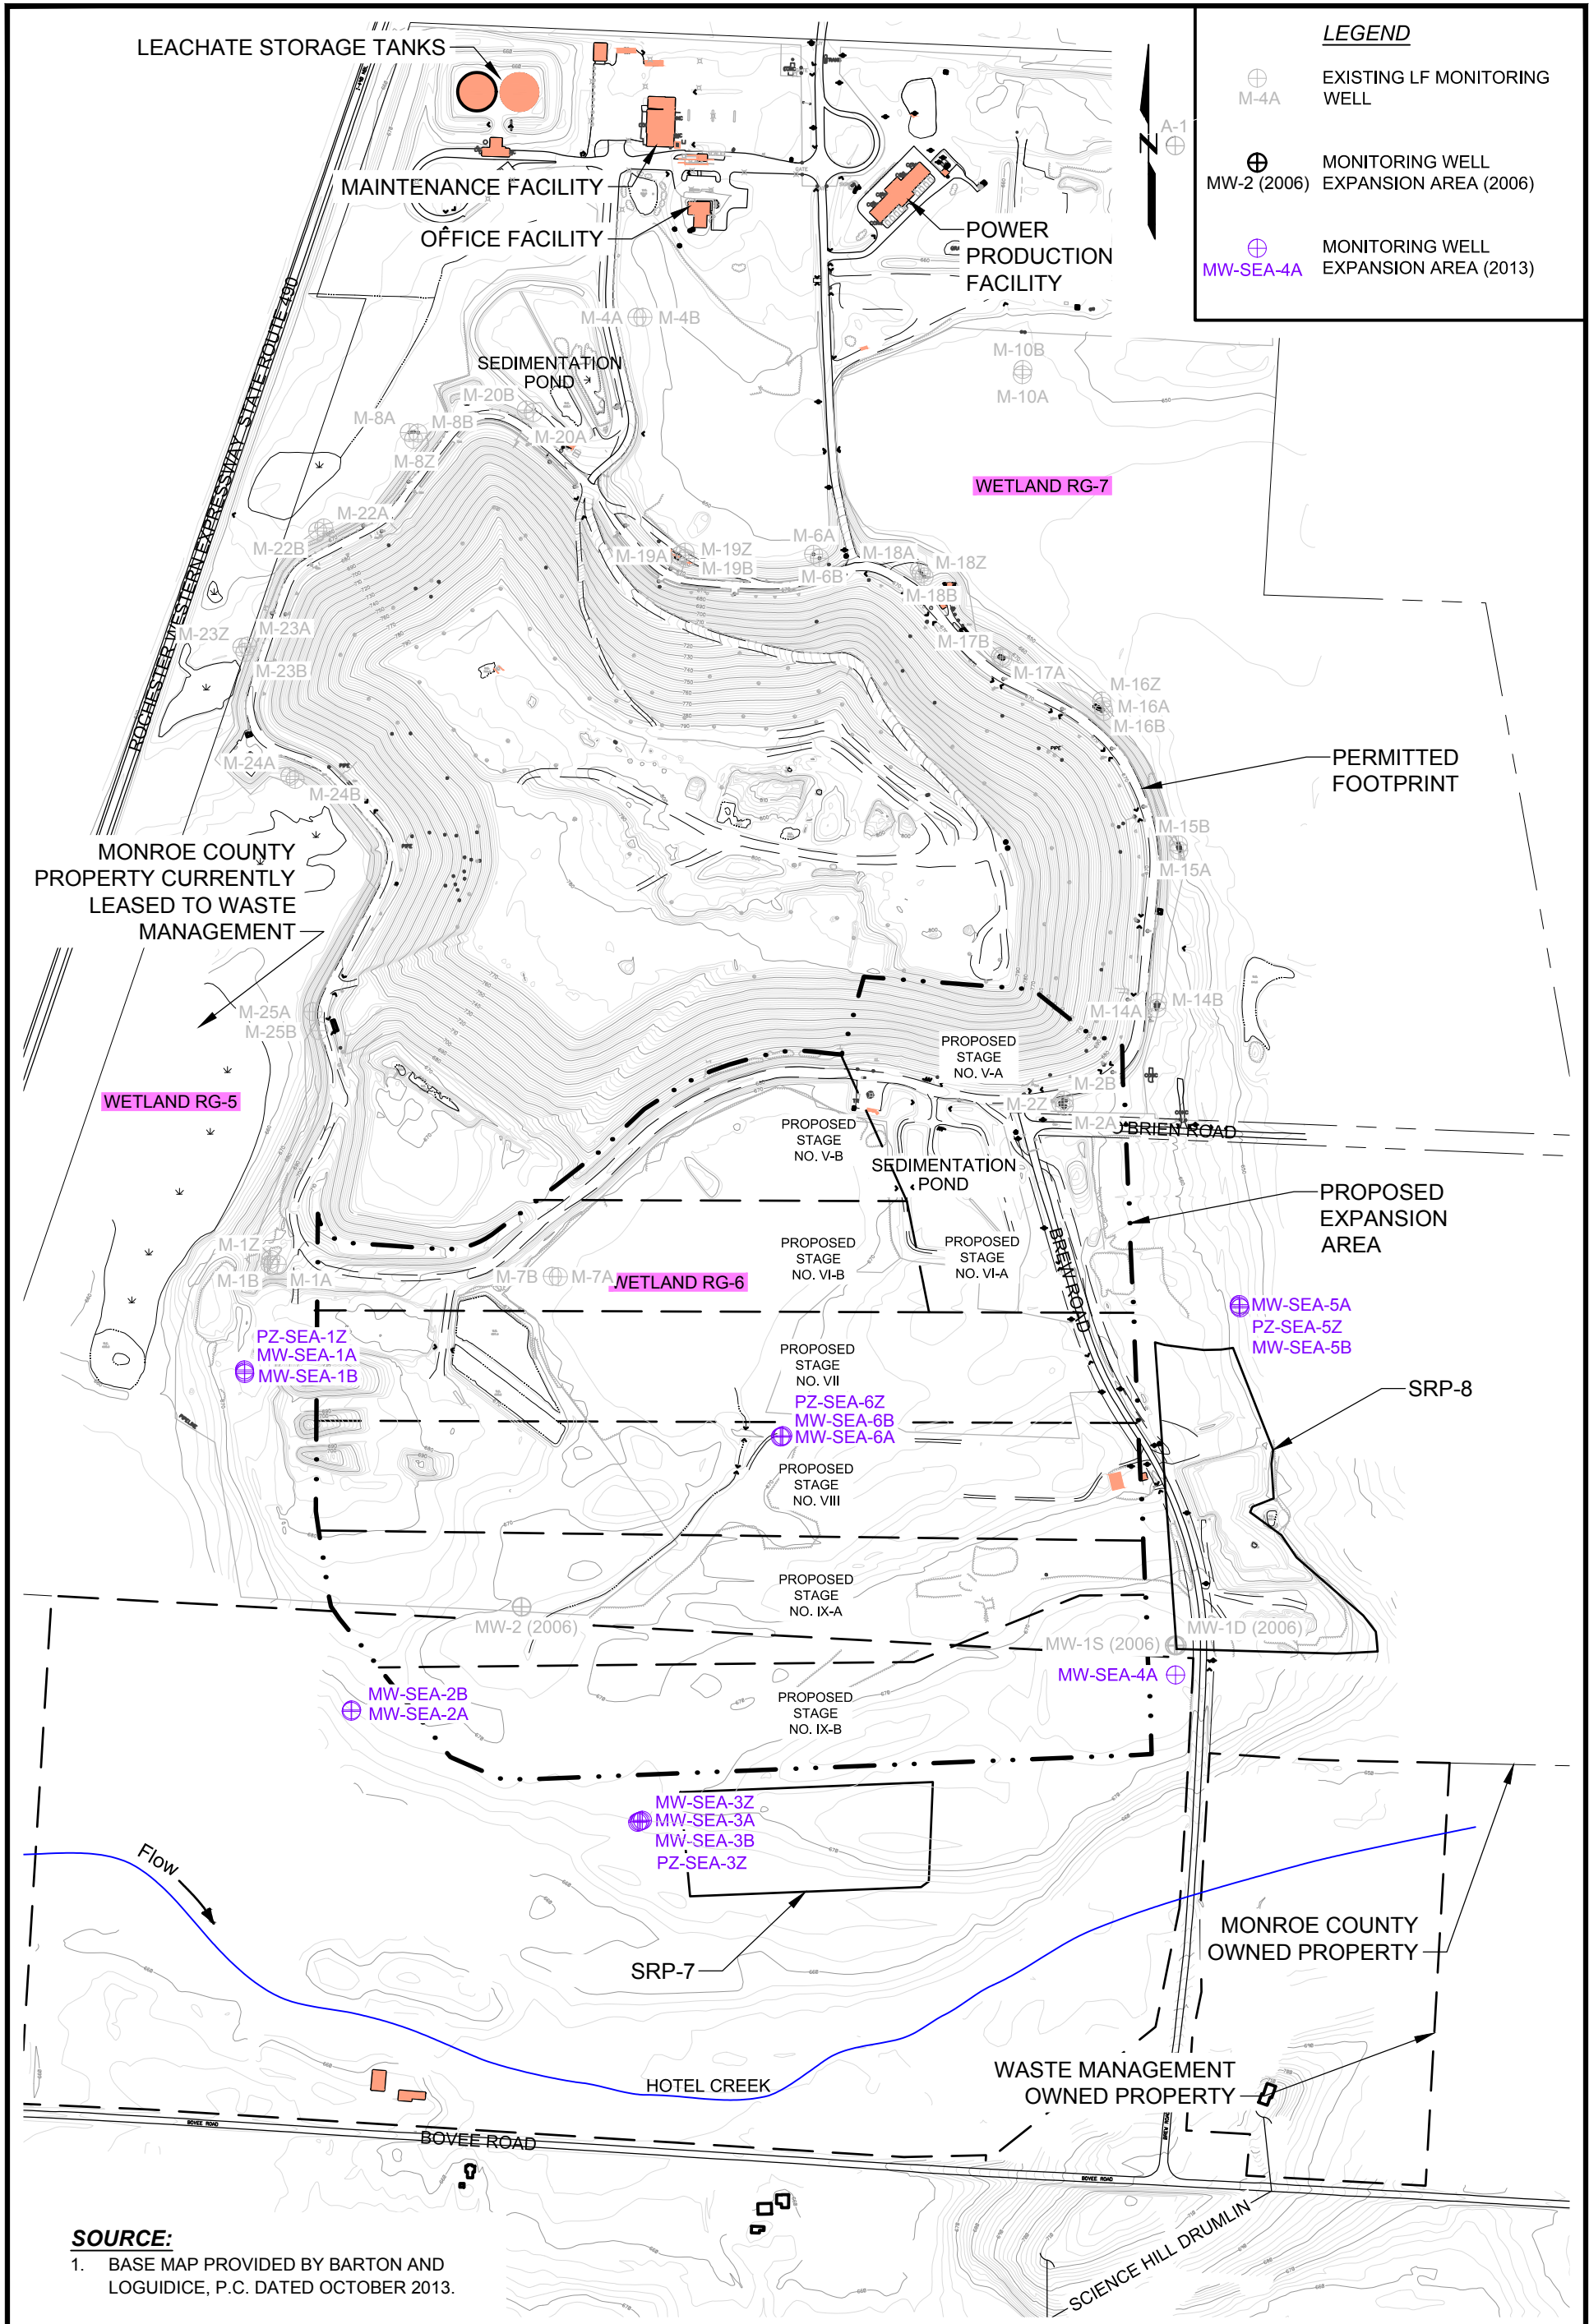 LEACHATE STORAGE TANKS
MAINTENANCE FACILITY
OFFICE FACILITY
POWER
PRODUCTION
FACILITY
LEGEND
M-4A
EXISTING LF MONITORING
WELL
MW-2 (2006)
MONITORING WELL
EXPANSION AREA (2006)
MW-SEA-4A
MONITORING WELL
EXPANSION AREA (2013)
N
A-1
ROCHESTER WESTERN EXPRESSWAY STATE ROUTE 490
M-4A
M-4B
SEDIMENTATION
POND
M-10B
M-10A
M-20B
M-20A
M-8A
M-8B
M-8Z
WETLAND RG-7
M-22A
M-22B
M-19A
M-19Z
M-19B
M-6A
M-6B
M-18A
M-18Z
M-18B
M-23Z
M-23A
M-23B
M-17B
M-17A
M-16Z
M-16A
M-16B
M-24A
M-24B
PERMITTED
FOOTPRINT
M-15B
M-15A
MONROE COUNTY
PROPERTY CURRENTLY
LEASED TO WASTE
MANAGEMENT
M-25A
M-25B
M-14A
M-14B
PROPOSED
STAGE
NO. V-A
WETLAND RG-5
M-2B
M-2Z
M-2A
BRIEN ROAD
PROPOSED
STAGE
NO. V-B
SEDIMENTATION
POND
PROPOSED
EXPANSION
AREA
PROPOSED
STAGE
NO. VI-B
PROPOSED
STAGE
NO. VI-A
BREW ROAD
M-1Z
M-1B
M-1A
M-7B
M-7A
WETLAND RG-6
MW-SEA-5A
PZ-SEA-5Z
MW-SEA-5B
PZ-SEA-1Z
MW-SEA-1A
MW-SEA-1B
PIPELINE
PROPOSED
STAGE
NO. VII
PZ-SEA-6Z
MW-SEA-6B
MW-SEA-6A
SRP-8
PROPOSED
STAGE
NO. VIII
PROPOSED
STAGE
NO. IX-A
MW-2 (2006)
MW-1S (2006)
MW-1D (2006)
MW-SEA-4A
MW-SEA-2B
MW-SEA-2A
PROPOSED
STAGE
NO. IX-B
MW-SEA-3Z
MW-SEA-3A
MW-SEA-3B
PZ-SEA-3Z
Flow
SRP-7
MONROE COUNTY
OWNED PROPERTY
WASTE MANAGEMENT
OWNED PROPERTY
HOTEL CREEK
BOVEE ROAD
BOVEE ROAD
BREW ROAD
BOVEE ROAD
SCIENCE HILL DRUMLIN
SOURCE:
1. BASE MAP PROVIDED BY BARTON AND
LOGUIDICE, P.C. DATED OCTOBER 2013.